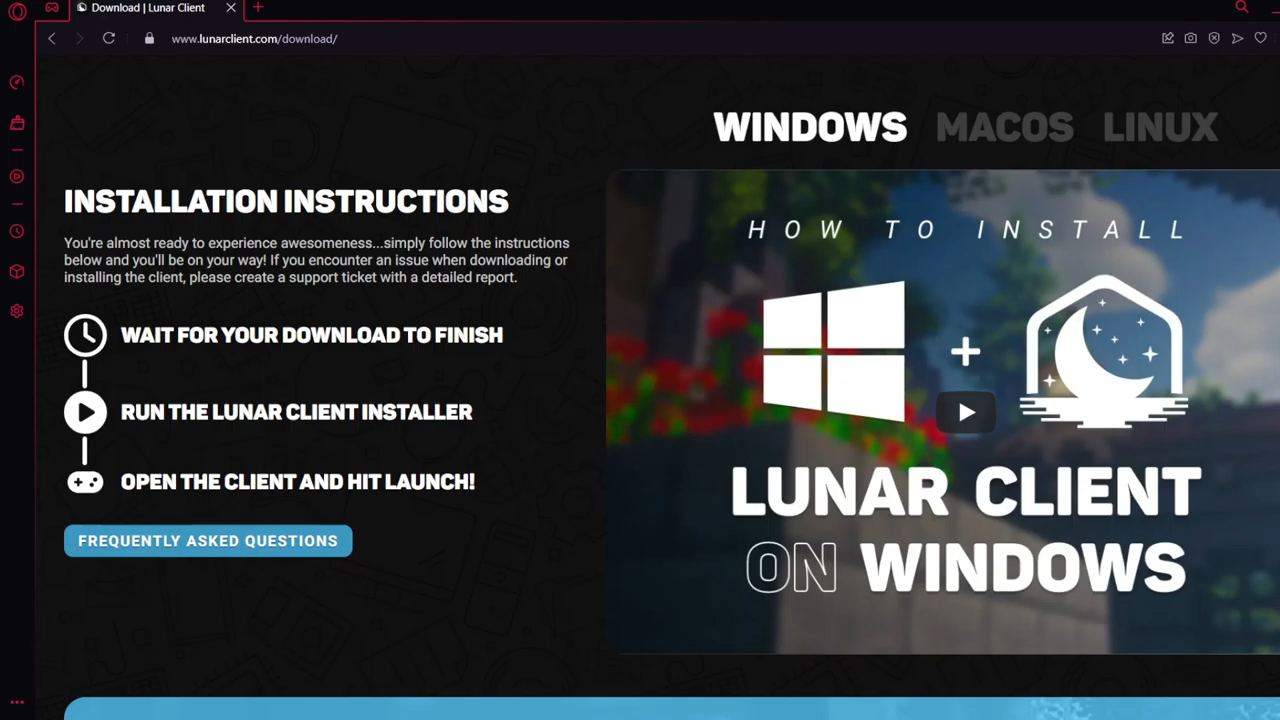 Download | Lunar Client
www.lunarclient.com/download/
WINDOWS MACOS LINUX
INSTALLATION INSTRUCTIONS
You're almost ready to experience awesomeness...simply follow the instructions
below and you'll be on your way! If you encounter an issue when downloading or
installing the client, please create a support ticket with a detailed report.
WAIT FOR YOUR DOWNLOAD TO FINISH
RUN THE LUNAR CLIENT INSTALLER
OPEN THE CLIENT AND HIT LAUNCH!
FREQUENTLY ASKED QUESTIONS
HOW TO INSTALL
+
LUNAR CLIENT
ON WINDOWS